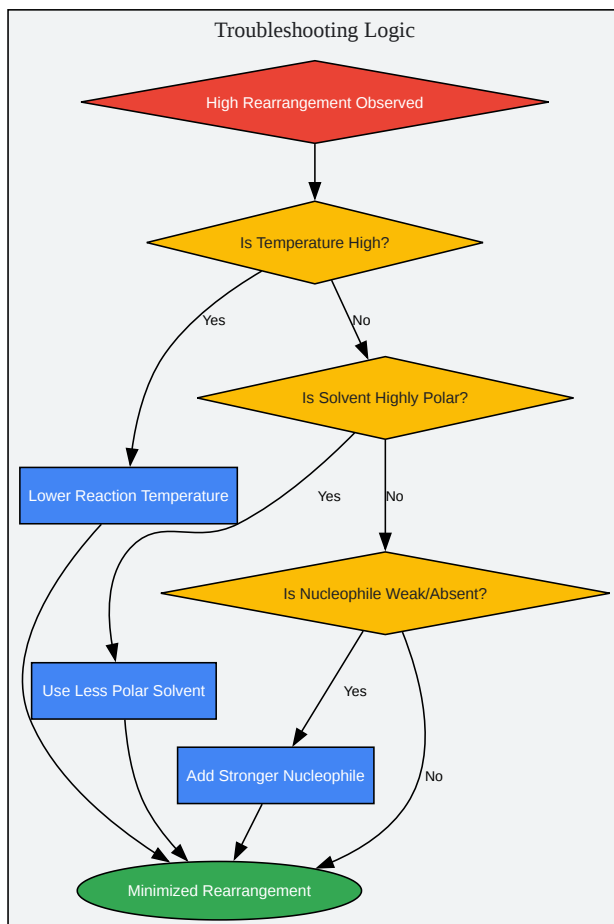 Troubleshooting Logic
High Rearrangement Observed
Is Temperature High?
Yes
No
Is Solvent Highly Polar?
Lower Reaction Temperature
Yes
No
Is Nucleophile Weak/Absent?
Use Less Polar Solvent
Yes
Add Stronger Nucleophile
No
Minimized Rearrangement